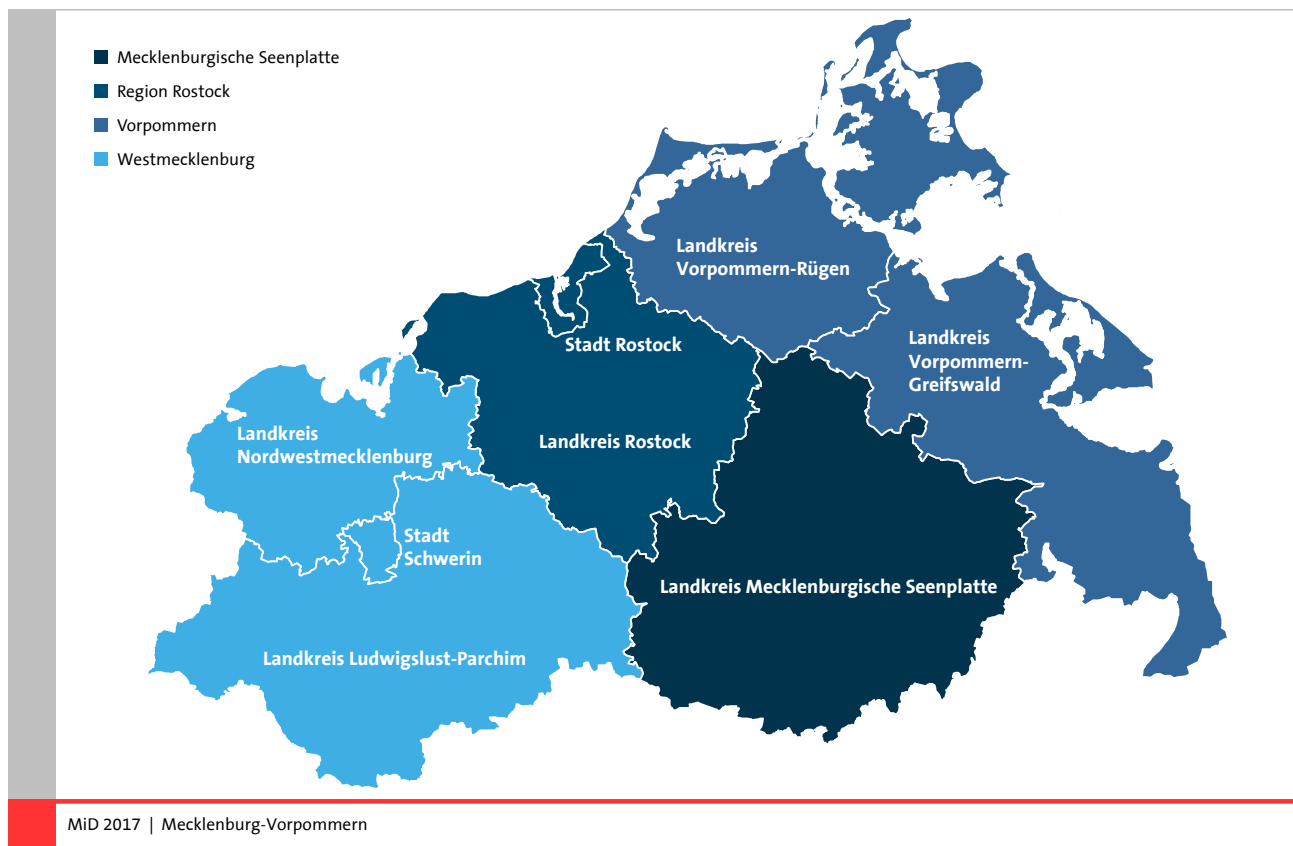 Mecklenburgische Seenplatte
Region Rostock
Vorpommern
Westmecklenburg
Landkreis
Vorpommern-Rügen
Landkreis
Vorpommern-
Greifswald
Stadt Rostock
Landkreis
Nordwestmecklenburg
Landkreis Rostock
Stadt
Schwerin
Landkreis Mecklenburgische Seenplatte
Landkreis Ludwigslust-Parchim
MiD 2017 | Mecklenburg-Vorpommern